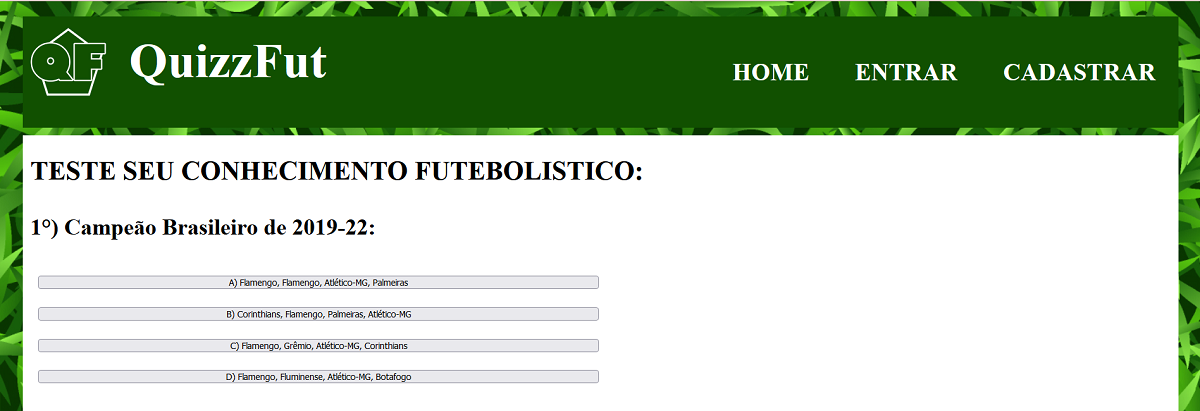 QF
QuizzFut
HOME ENTRAR CADASTRAR
TESTE SEU CONHECIMENTO FUTEBOLISTICO:
1°) Campeão Brasileiro de 2019-22:
A) Flamengo, Flamengo, Atlético-MG, Palmeiras
B) Corinthians, Flamengo, Palmeiras, Atlético-MG
C) Flamengo, Grêmio, Atlético-MG, Corinthians
D) Flamengo, Fluminense, Atlético-MG, Botafogo